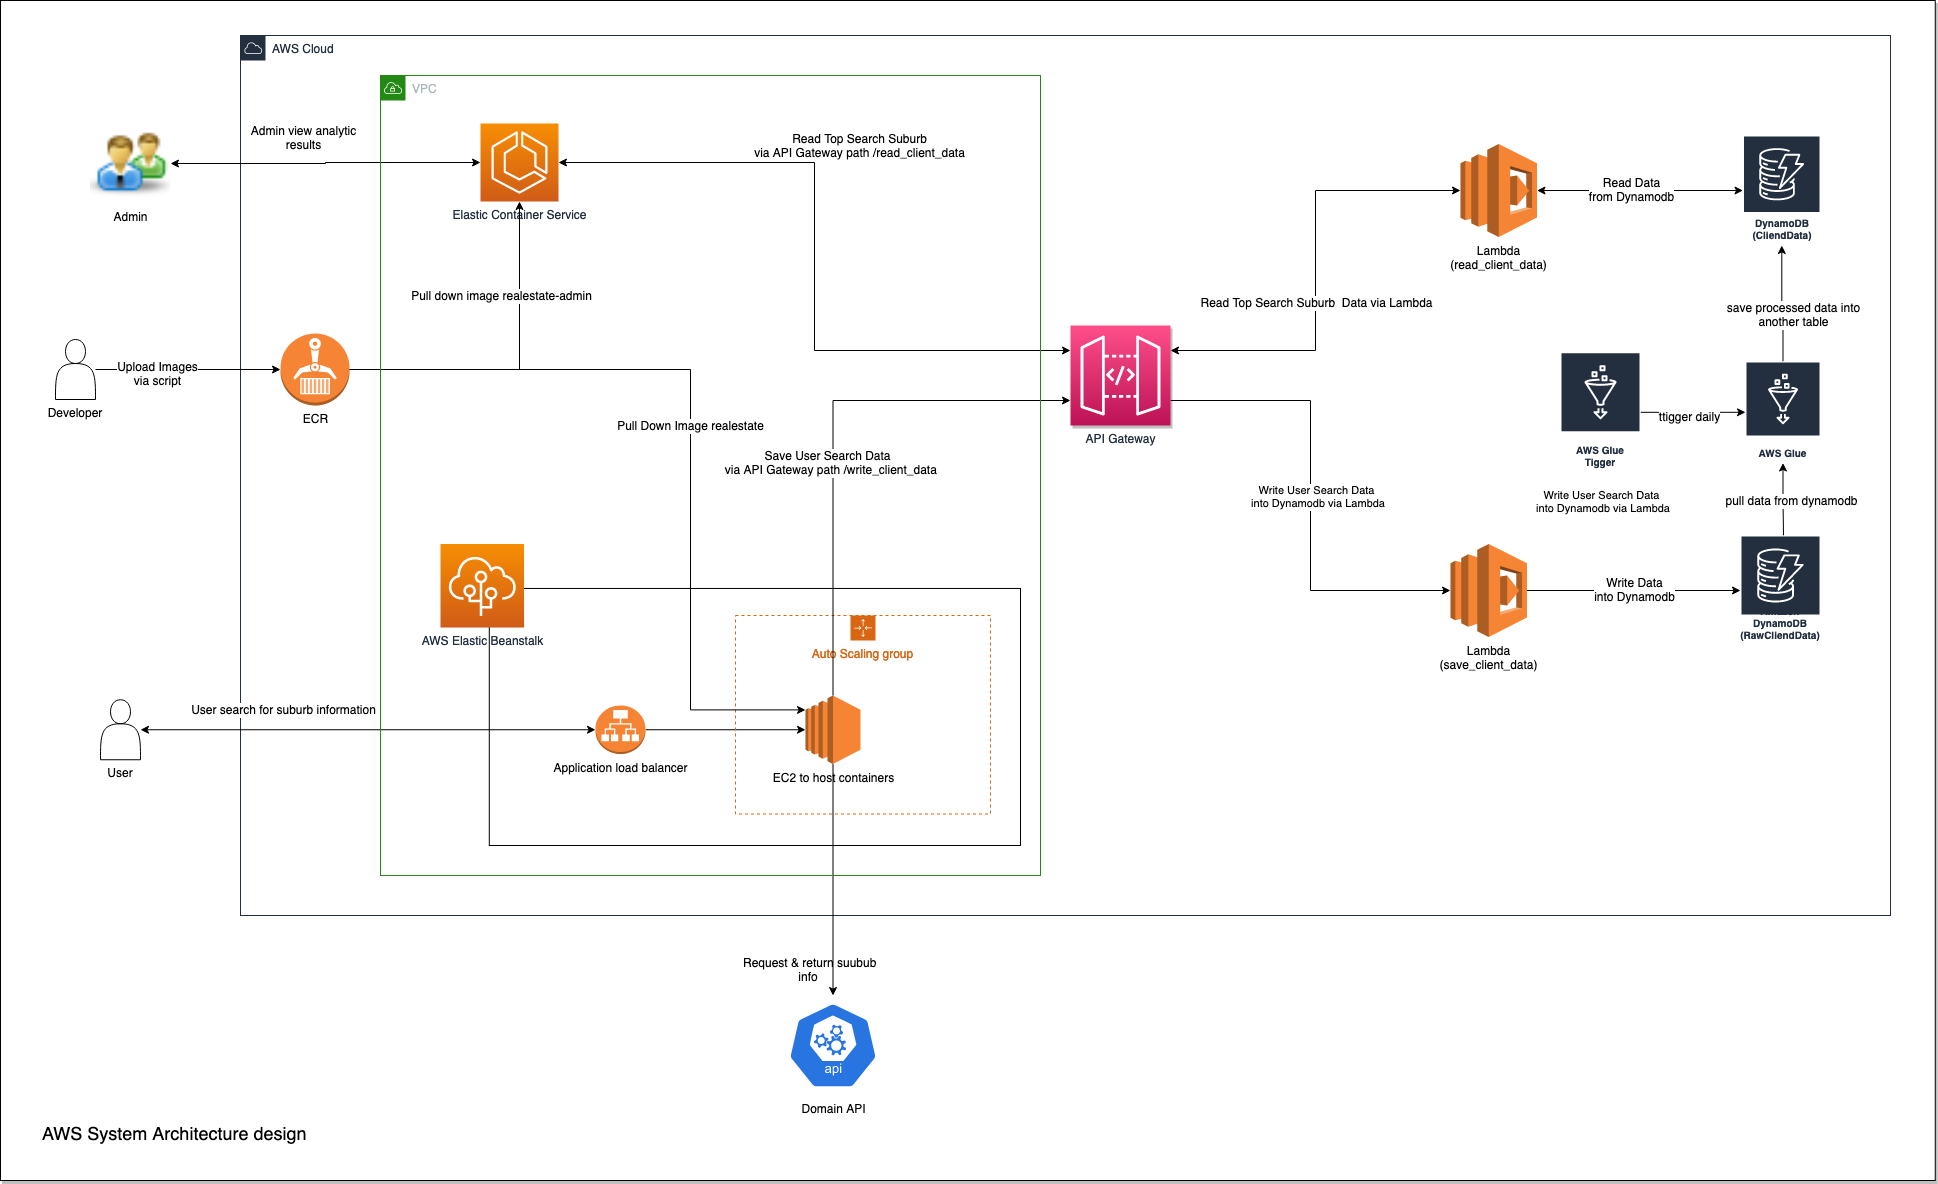 AWS Cloud
VPC
Admin view analytic
results
Read Top Search Suburb
via API Gateway path /read_client_data
Admin
Elastic Container Service
Read Data
from Dynamodb
DynamoDB
(CliendData)
Lambda
(read_client_data)
Pull down image realestate-admin
Read Top Search Suburb  Data via Lambda
save processed data into
another table
Upload Images
via script
Developer
ECR
API Gateway
ttigger daily
AWS Glue
Tigger
AWS Glue
Pull Down Image realestate
Save User Search Data
via API Gateway path /write_client_data
Write User Search Data
into Dynamodb via Lambda
Write User Search Data
into Dynamodb via Lambda
pull data from dynamodb
AWS Elastic Beanstalk
Auto Scaling group
Write Data
into Dynamodb
DynamoDB
(RawCliendData)
Lambda
(save_client_data)
User search for suburb information
User
Application load balancer
EC2 to host containers
Request & return suubub
info
api
Domain API
AWS System Architecture design